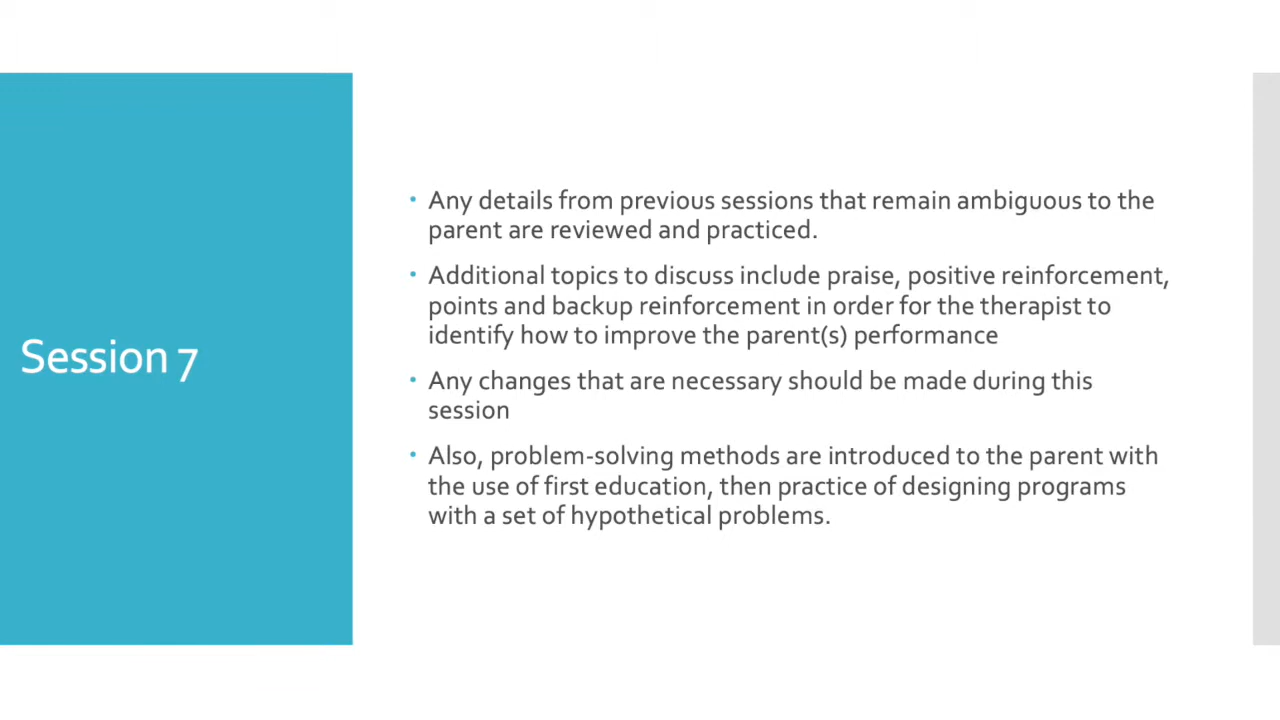 Session 7
• Any details from previous sessions that remain ambiguous to the
parent are reviewed and practiced.
• Additional topics to discuss include praise, positive reinforcement,
points and backup reinforcement in order for the therapist to
identify how to improve the parent(s) performance
• Any changes that are necessary should be made during this
session
• Also, problem-solving methods are introduced to the parent with
the use of first education, then practice of designing programs
with a set of hypothetical problems.